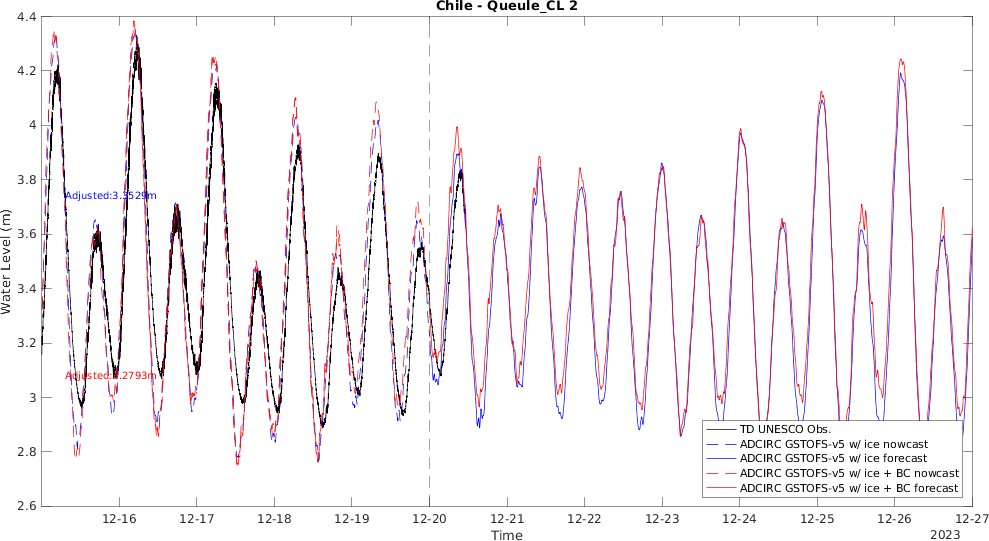 Chile - Queule_CL 2
4.4
4.2
4
3.8
3.6
3.4
3.2
3
2.8
2.6
Water Level (m)
Adjusted:3.3529m
Adjusted:3.2793m
TD UNESCO Obs.
ADCIRC GSTOFS-v5 w/ ice nowcast
ADCIRC GSTOFS-v5 w/ ice forecast
ADCIRC GSTOFS-v5 w/ ice + BC nowcast
ADCIRC GSTOFS-v5 w/ ice + BC forecast
12-16 12-17 12-18 12-19 12-20 12-21 12-22 12-23 12-24 12-25 12-26 12-27
Time
2023